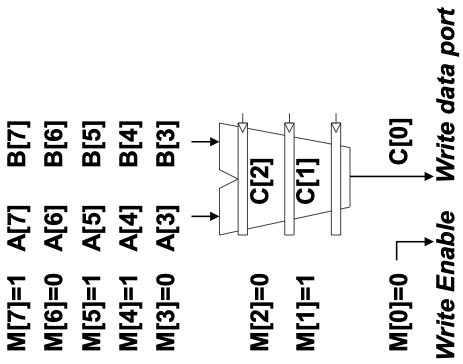 M[7]=1 A[7] B[7]
M[6]=0 A[6] B[6]
M[5]=1 A[5] B[5]
M[4]=1 A[4] B[4]
M[3]=0 A[3] B[3]
M[2]=0 C[2]
M[1]=1 C[1]
M[0]=0 C[0]
Write Enable Write data port